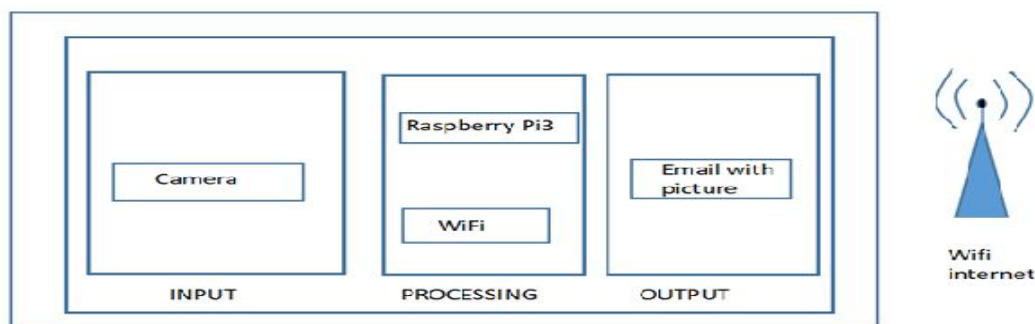 Camera
Raspberry Pi3
WiFi
Email with
picture
INPUT
PROCESSING
OUTPUT
Wifi
internet